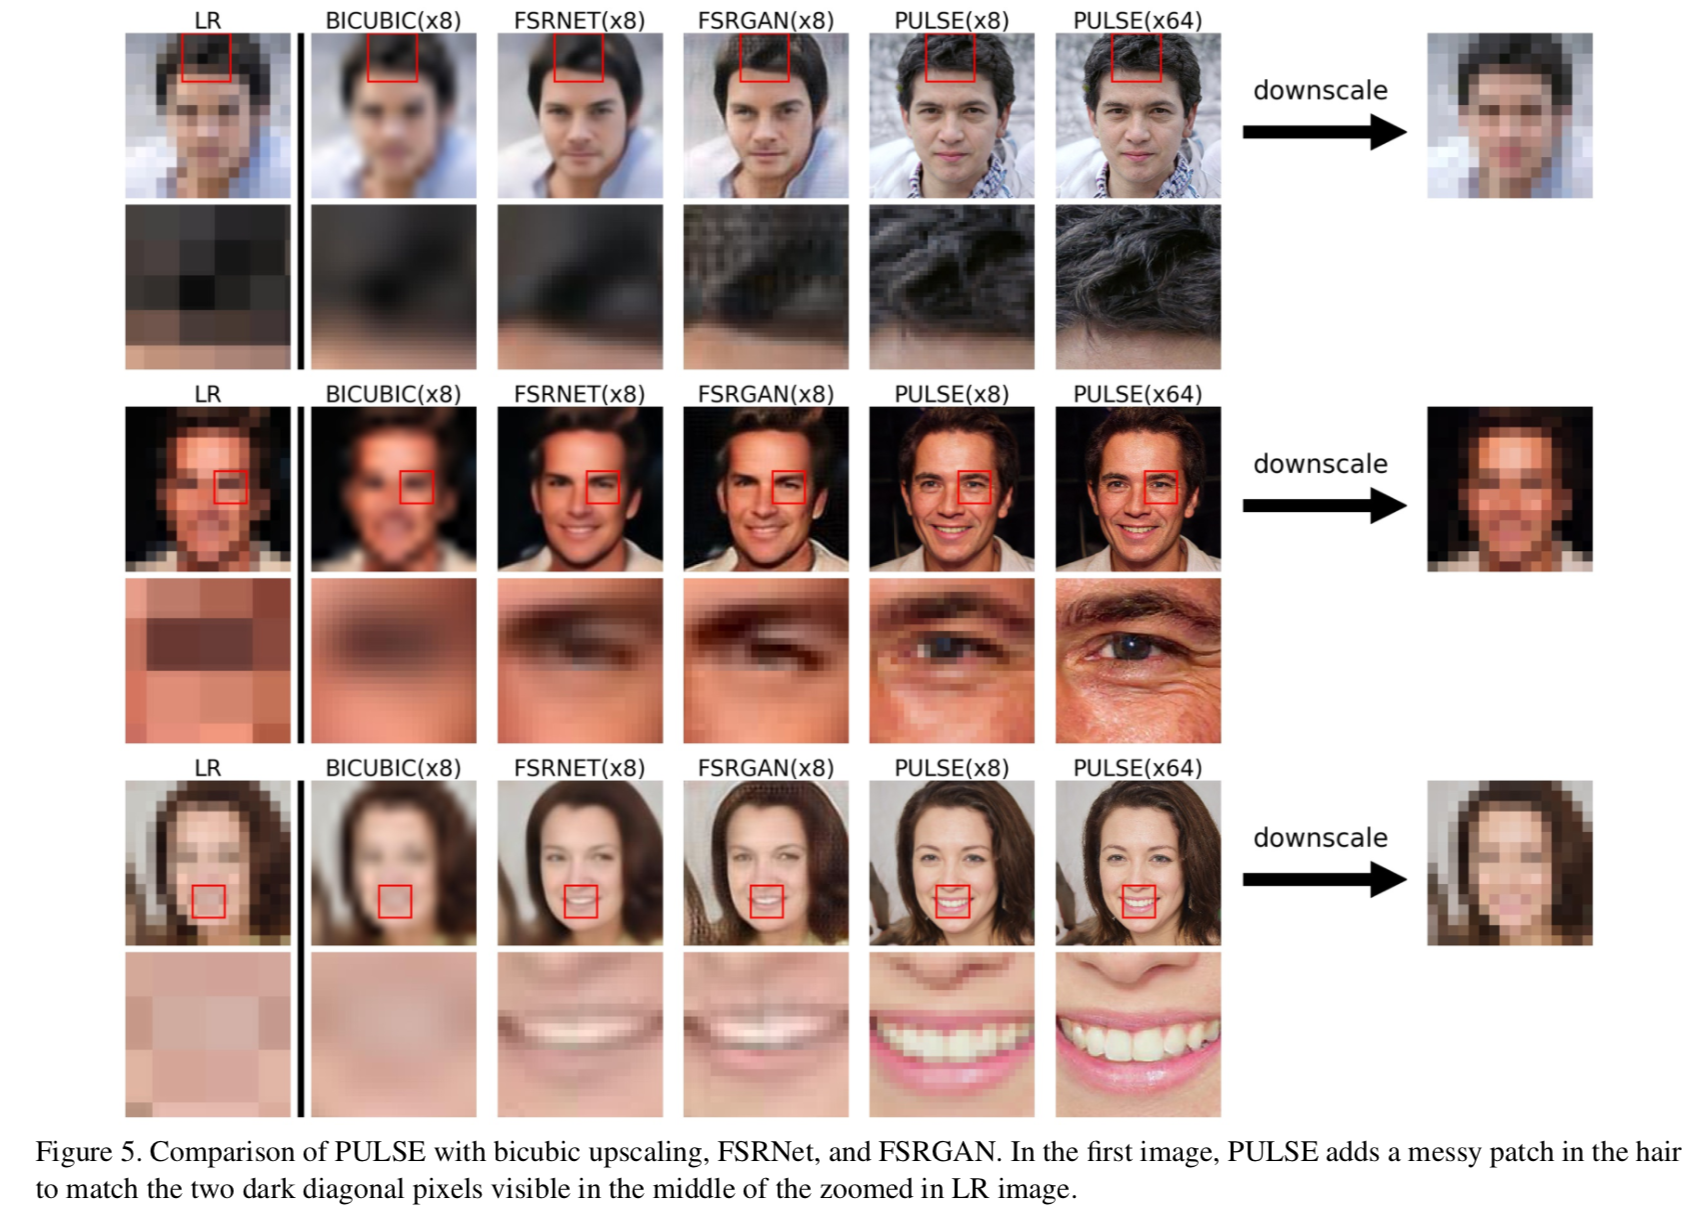 LR BICUBIC(x8) FSRNET(x8) FSRGAN(x8) PULSE(x8) PULSE(x64)
downscale
LR BICUBIC(x8) FSRNET(x8) FSRGAN(x8) PULSE(x8) PULSE(x64)
downscale
LR BICUBIC(x8) FSRNET(x8) FSRGAN(x8) PULSE(x8) PULSE(x64)
downscale
Figure 5. Comparison of PULSE with bicubic upscaling, FSRNet, and FSRGAN. In the first image, PULSE adds a messy patch in the hair
to match the two dark diagonal pixels visible in the middle of the zoomed in LR image.